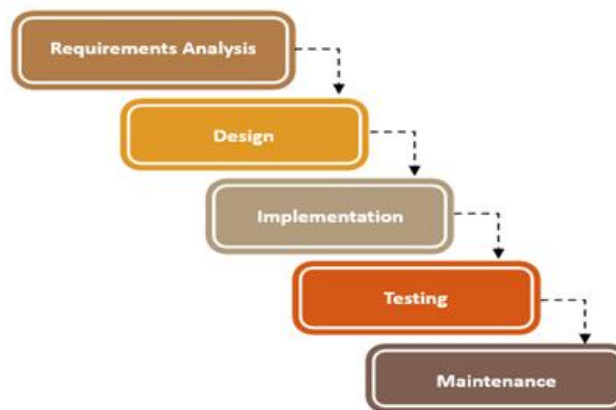 Requirements Analysis
Design
Implementation
Testing
Maintenance